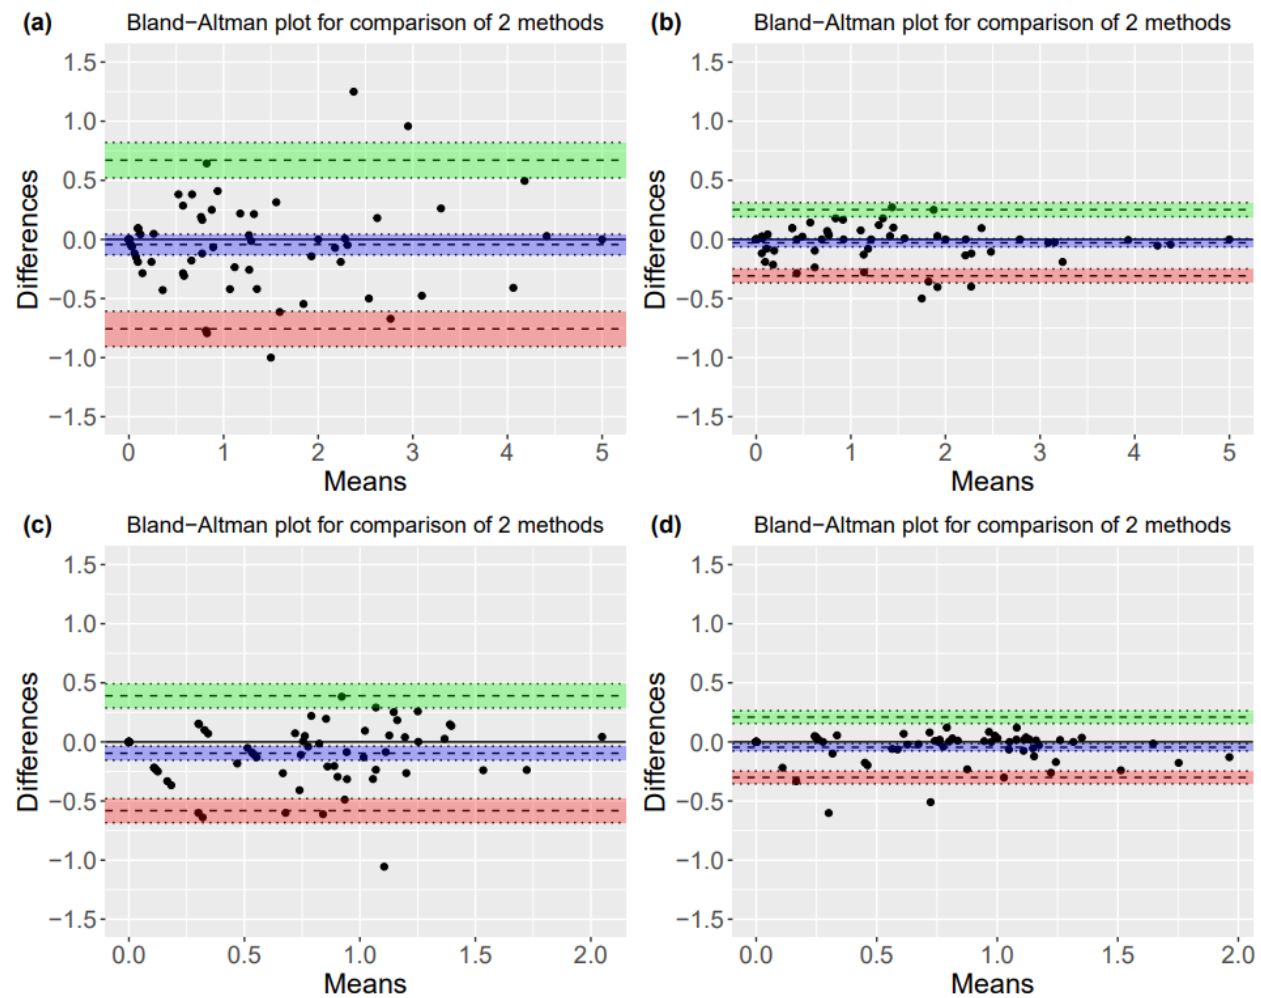 (a) Bland−Altman plot for comparison of 2 methods
Differences
1.5
1.0
0.5
0.0
−0.5
−1.0
−1.5
0 1 2 3 4 5
Means
(b) Bland−Altman plot for comparison of 2 methods
Differences
1.5
1.0
0.5
0.0
−0.5
−1.0
−1.5
0 1 2 3 4 5
Means
(c) Bland−Altman plot for comparison of 2 methods
Differences
1.5
1.0
0.5
0.0
−0.5
−1.0
−1.5
0.0 0.5 1.0 1.5 2.0
Means
(d) Bland−Altman plot for comparison of 2 methods
Differences
1.5
1.0
0.5
0.0
−0.5
−1.0
−1.5
0.0 0.5 1.0 1.5 2.0
Means